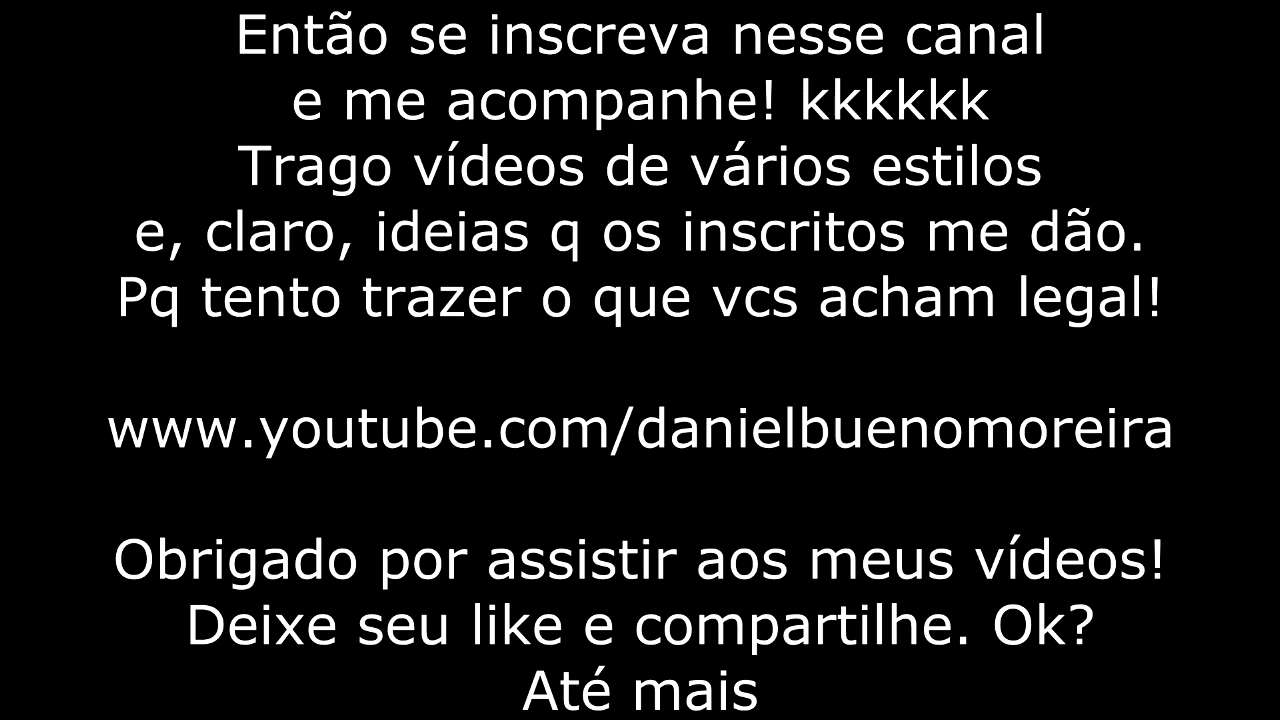 Então se inscreva nesse canal
e me acompanhe! kkkkkk
Trago vídeos de vários estilos
e, claro, ideias q os inscritos me dão.
Pq tento trazer o que vcs acham legal!
www.youtube.com/danielbuenomoreira
Obrigado por assistir aos meus vídeos!
Deixe seu like e compartilhe. Ok?
Até mais